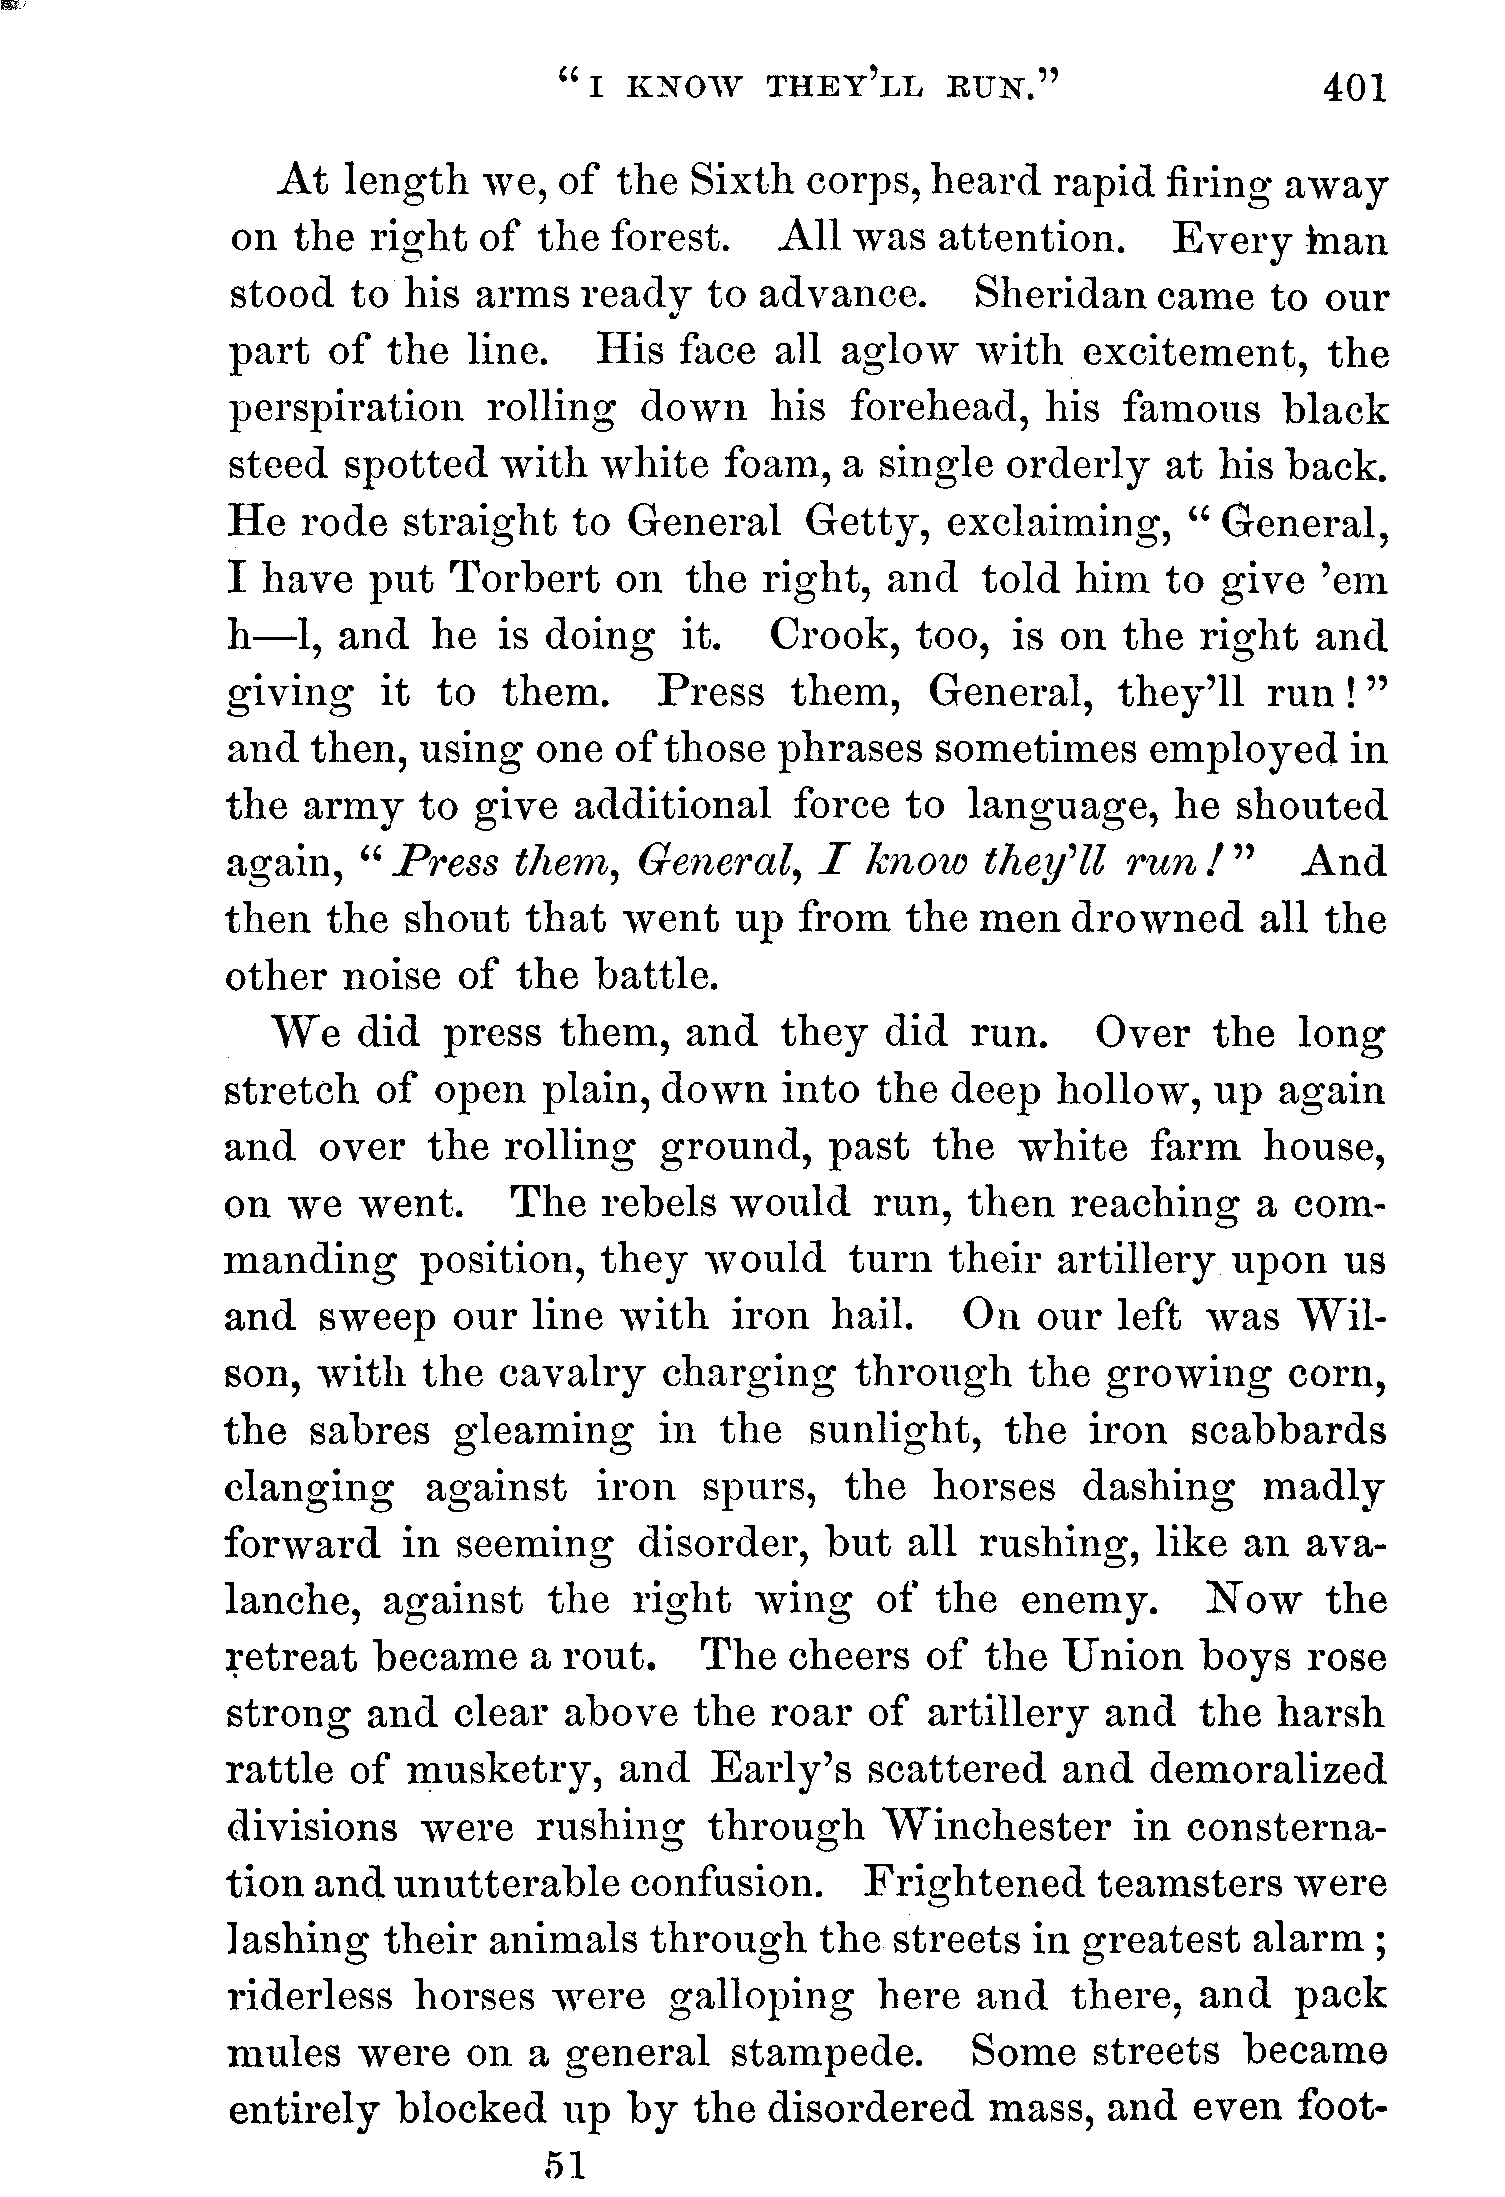 “ I KNOW THEY’LL RUN.” 401
At length we, of the Sixth corps, heard rapid firing away
on the right of the forest. All was attention. Every man
stood to his arms ready to advance. Sheridan came to our
part of the line. His face all aglow with excitement, the
perspiration rolling down his forehead, his famous black
steed spotted with white foam, a single orderly at his back.
He rode straight to General Getty, exclaiming, “ General,
I have put Torbert on the right, and told him to give ’em
h—l, and he is doing it. Crook, too, is on the right and
giving it to them. Press them, General, they’ll run ! ”
and then, using one of those phrases sometimes employed in
the army to give additional force to language, he shouted
again, “ Press them, General, I know they’ll run ! ” And
then the shout that went up from the men drowned all the
other noise of the battle.
We did press them, and they did run. Over the long
stretch of open plain, down into the deep hollow, up again
and over the rolling ground, past the white farm house,
on we went. The rebels would run, then reaching a com-
manding position, they would turn their artillery upon us
and sweep our line with iron hail. On our left was Wil-
son, with the cavalry charging through the growing corn,
the sabres gleaming in the sunlight, the iron scabbards
clanging against iron spurs, the horses dashing madly
forward in seeming disorder, but all rushing, like an ava-
lanche, against the right wing of the enemy. Now the
retreat became a rout. The cheers of the Union boys rose
strong and clear above the roar of artillery and the harsh
rattle of musketry, and Early’s scattered and demoralized
divisions were rushing through Winchester in consterna-
tion and unutterable confusion. Frightened teamsters were
lashing their animals through the streets in greatest alarm ;
riderless horses were galloping here and there, and pack
mules were on a general stampede. Some streets became
entirely blocked up by the disordered mass, and even foot-
51